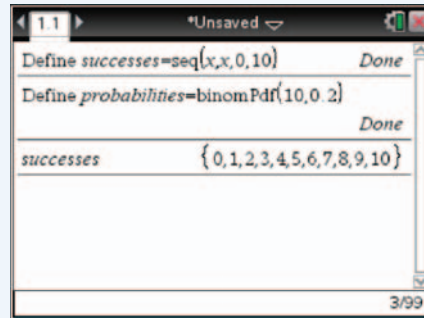 1.1 *Unsaved
Define successes=seq(x,x,0,10) Done
Define probabilities=binomPdf(10,0.2)
Done
successes {0,1,2,3,4,5,6,7,8,9,10}
3/99